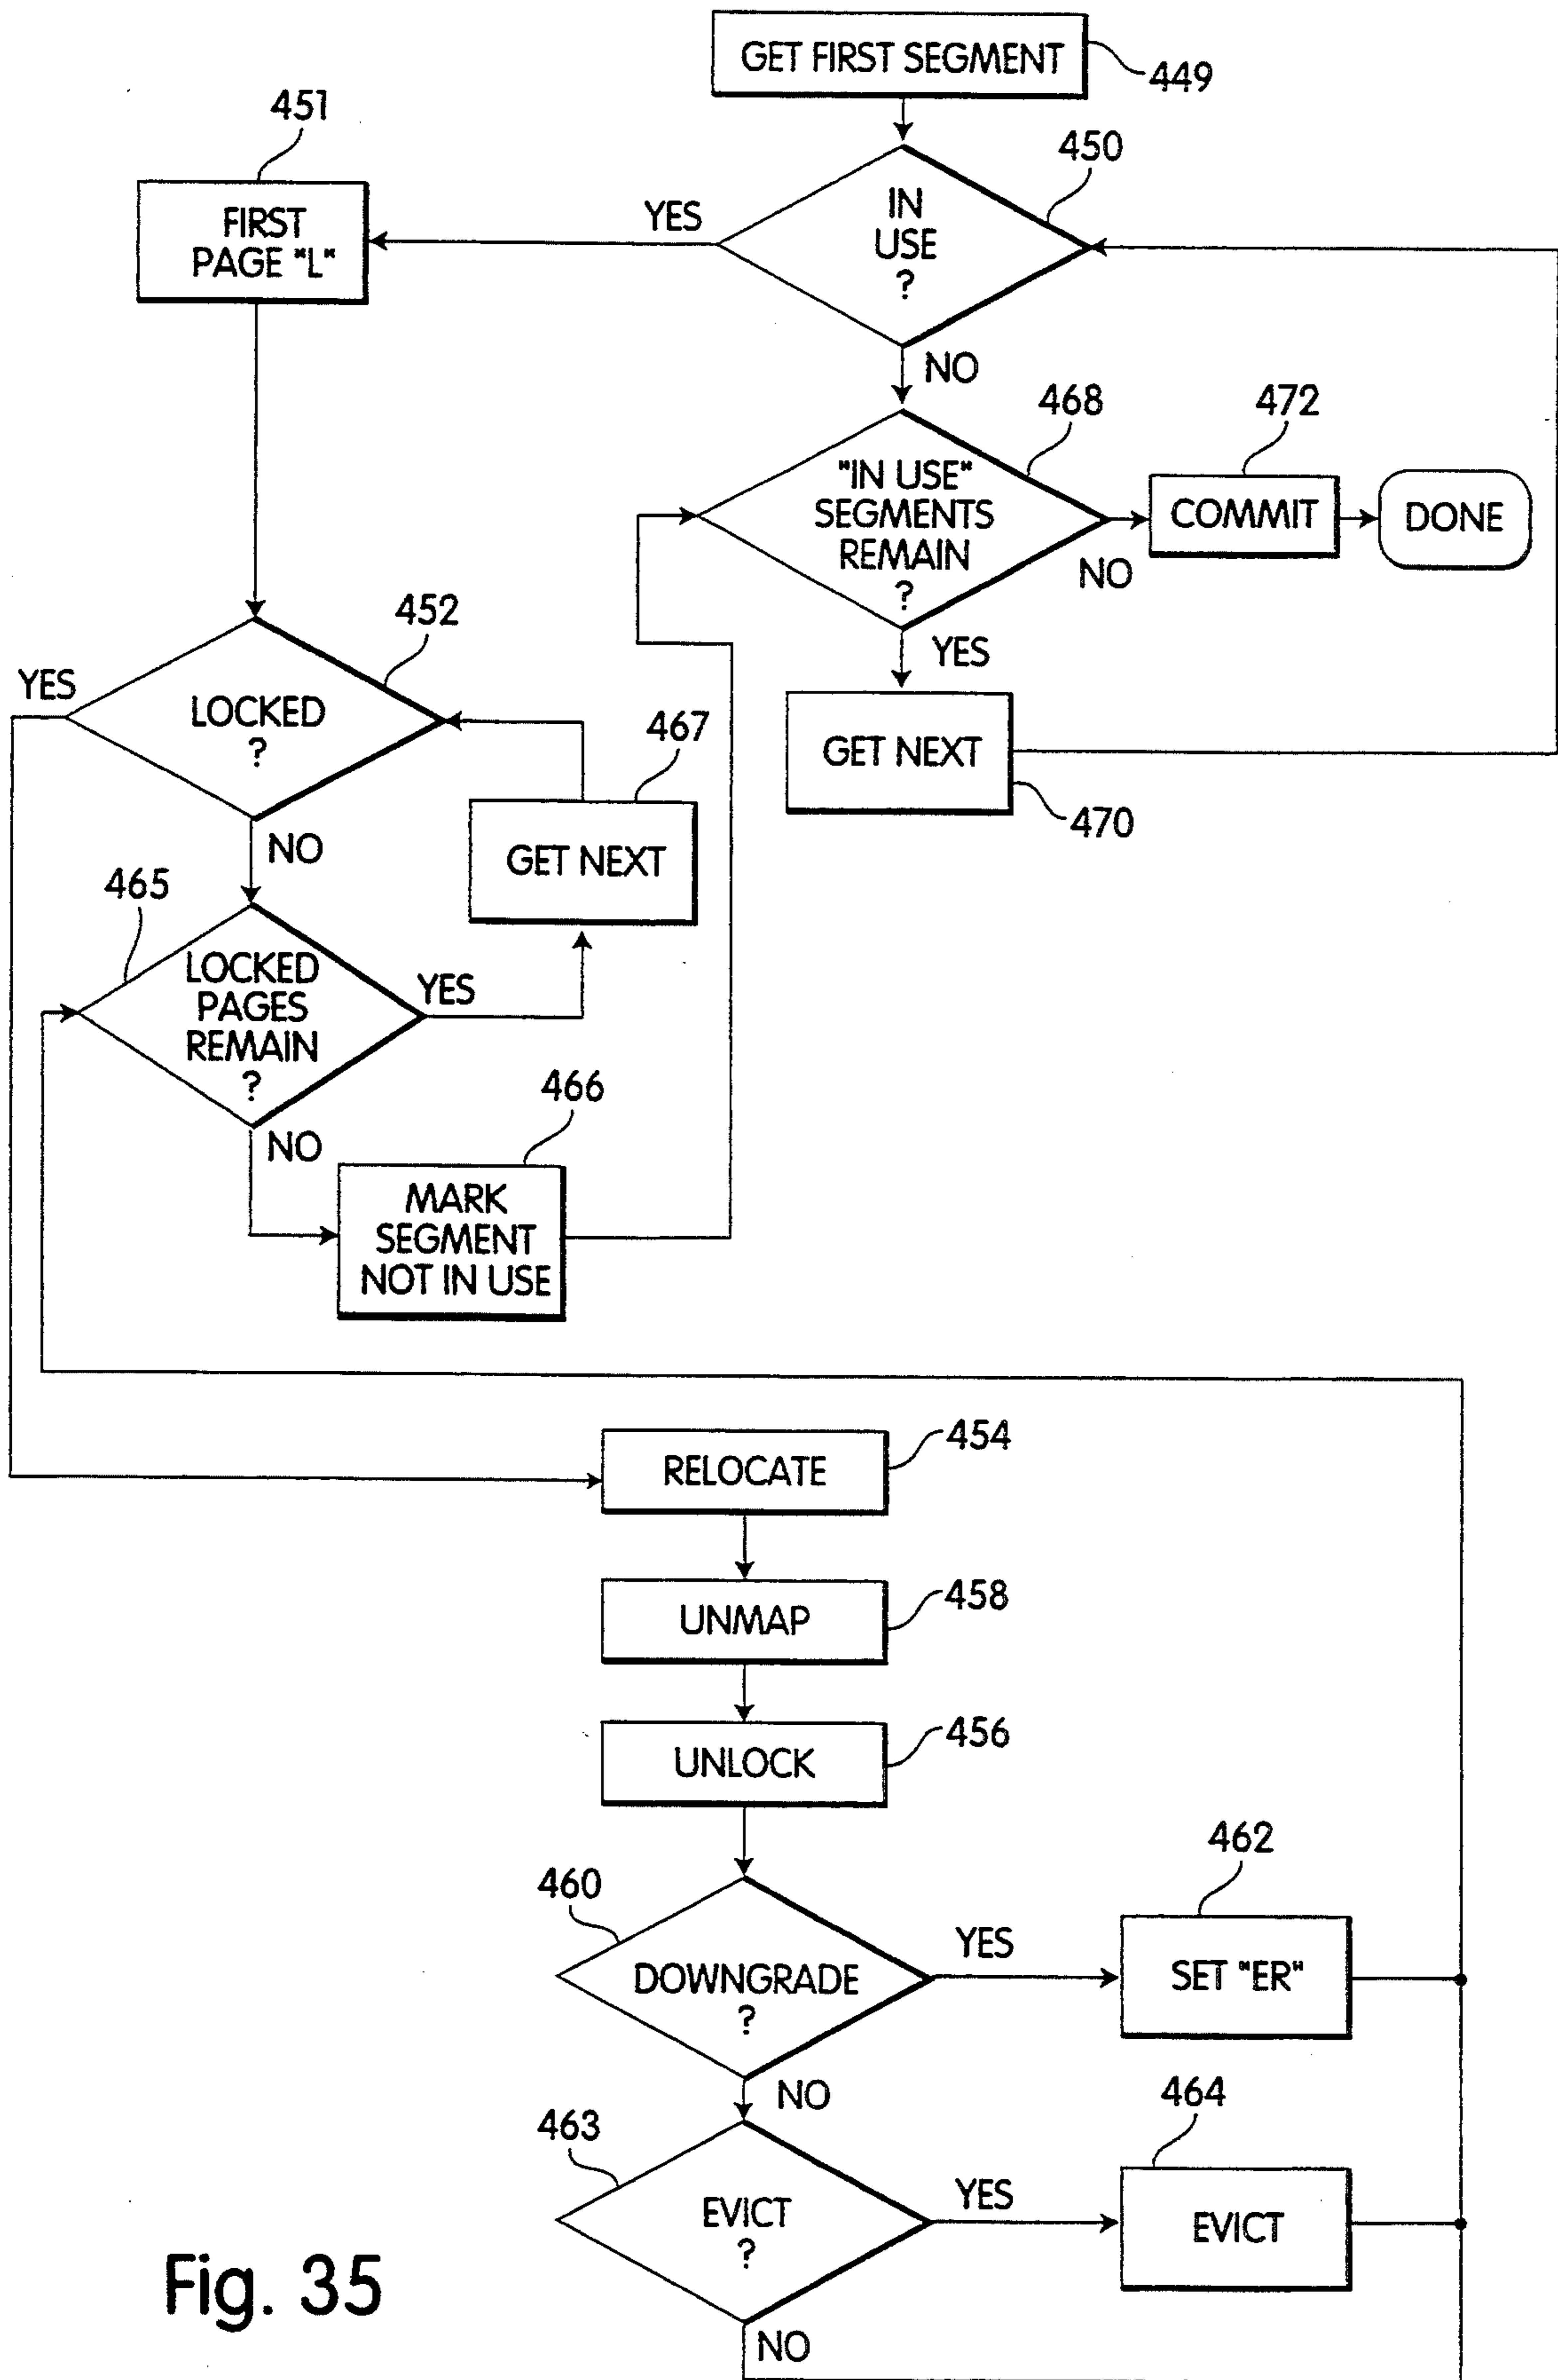 GET FIRST SEGMENT
449
451
450
FIRST
PAGE "L"
YES
IN
USE
?
NO
468
472
"IN USE"
SEGMENTS
REMAIN
?
NO
COMMIT
DONE
YES
452
YES
LOCKED
?
467
GET NEXT
470
NO
GET NEXT
465
LOCKED
PAGES
REMAIN
?
YES
466
NO
MARK
SEGMENT
NOT IN USE
454
RELOCATE
458
UNMAP
456
UNLOCK
462
460
YES
DOWNGRADE
?
SET "ER"
NO
464
463
YES
EVICT
?
EVICT
NO
Fig. 35